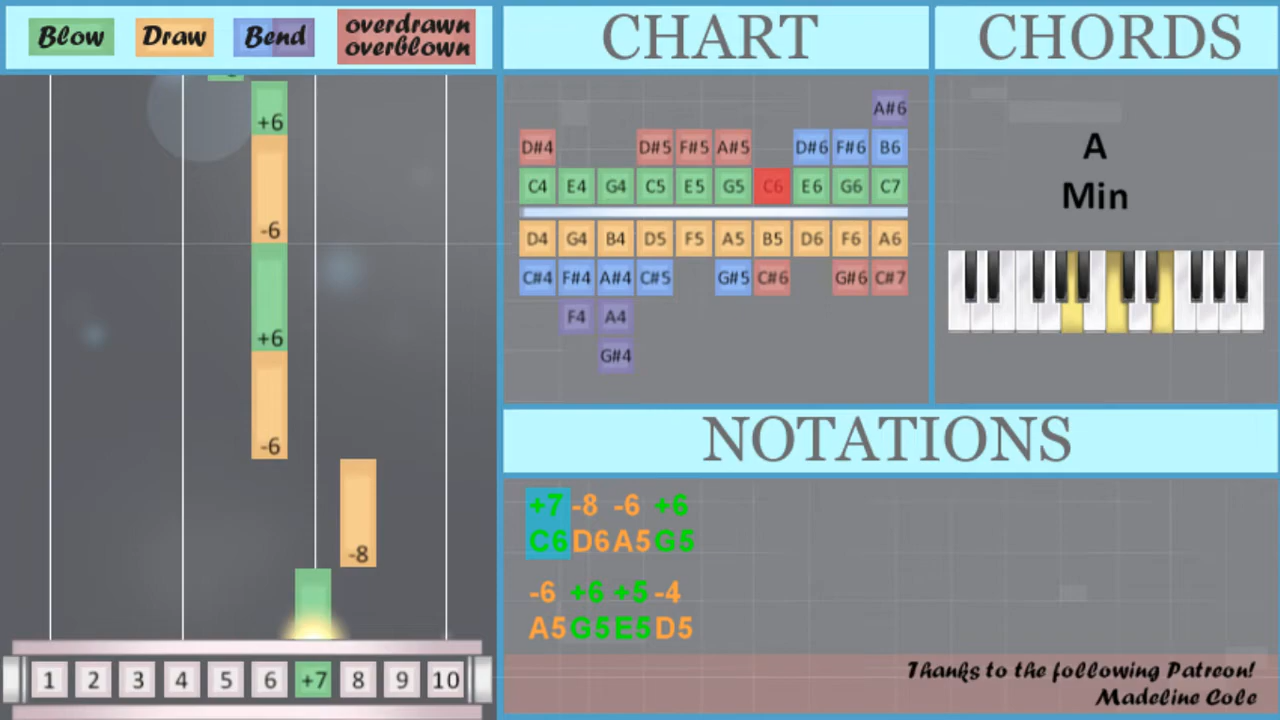 Blow Draw Bend overdrawn
overblown
CHART
CHORDS
+6
-6
+6
-6
-8
1 2 3 4 5 6 +7 8 9 10
A#6
D#4 D#5 F#5 A#5 D#6 F#6 B6
C4 E4 G4 C5 E5 G5 C6 E6 G6 C7
D4 G4 B4 D5 F5 A5 B5 D6 F6 A6
C#4 F#4 A#4 C#5 G#5 C#6 G#6 C#7
F4 A4
G#4
A
Min
NOTATIONS
+7 -8 -6 +6
C6 D6 A5 G5
-6 +6 +5 -4
A5 G5 E5 D5
Thanks to the following Patreon!
Madeline Cole